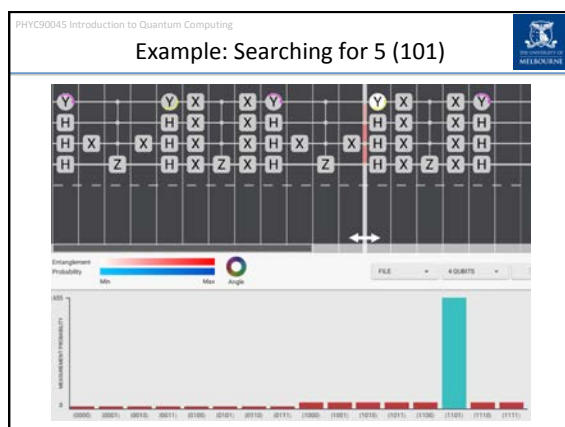 PHYC90045 Introduction to Quantum Computing
Example: Searching for 5 (101)
THE UNIVERSITY OF
MELBOURNE
Y Y X X Y Y X X Y
H H X X H H X X H
H X X H X X H X X H X X H
H Z H X Z X H Z H X Z X H
Entanglement
Probability
Min Max Angle
FILE 4 QUBITS
MEASUREMENT PROBABILITY
0
|0000⟩ |0001⟩ |0010⟩ |0011⟩ |0100⟩ |0101⟩ |0110⟩ |0111⟩ |1000⟩ |1001⟩ |1010⟩ |1011⟩ |1100⟩ |1101⟩ |1110⟩ |1111⟩